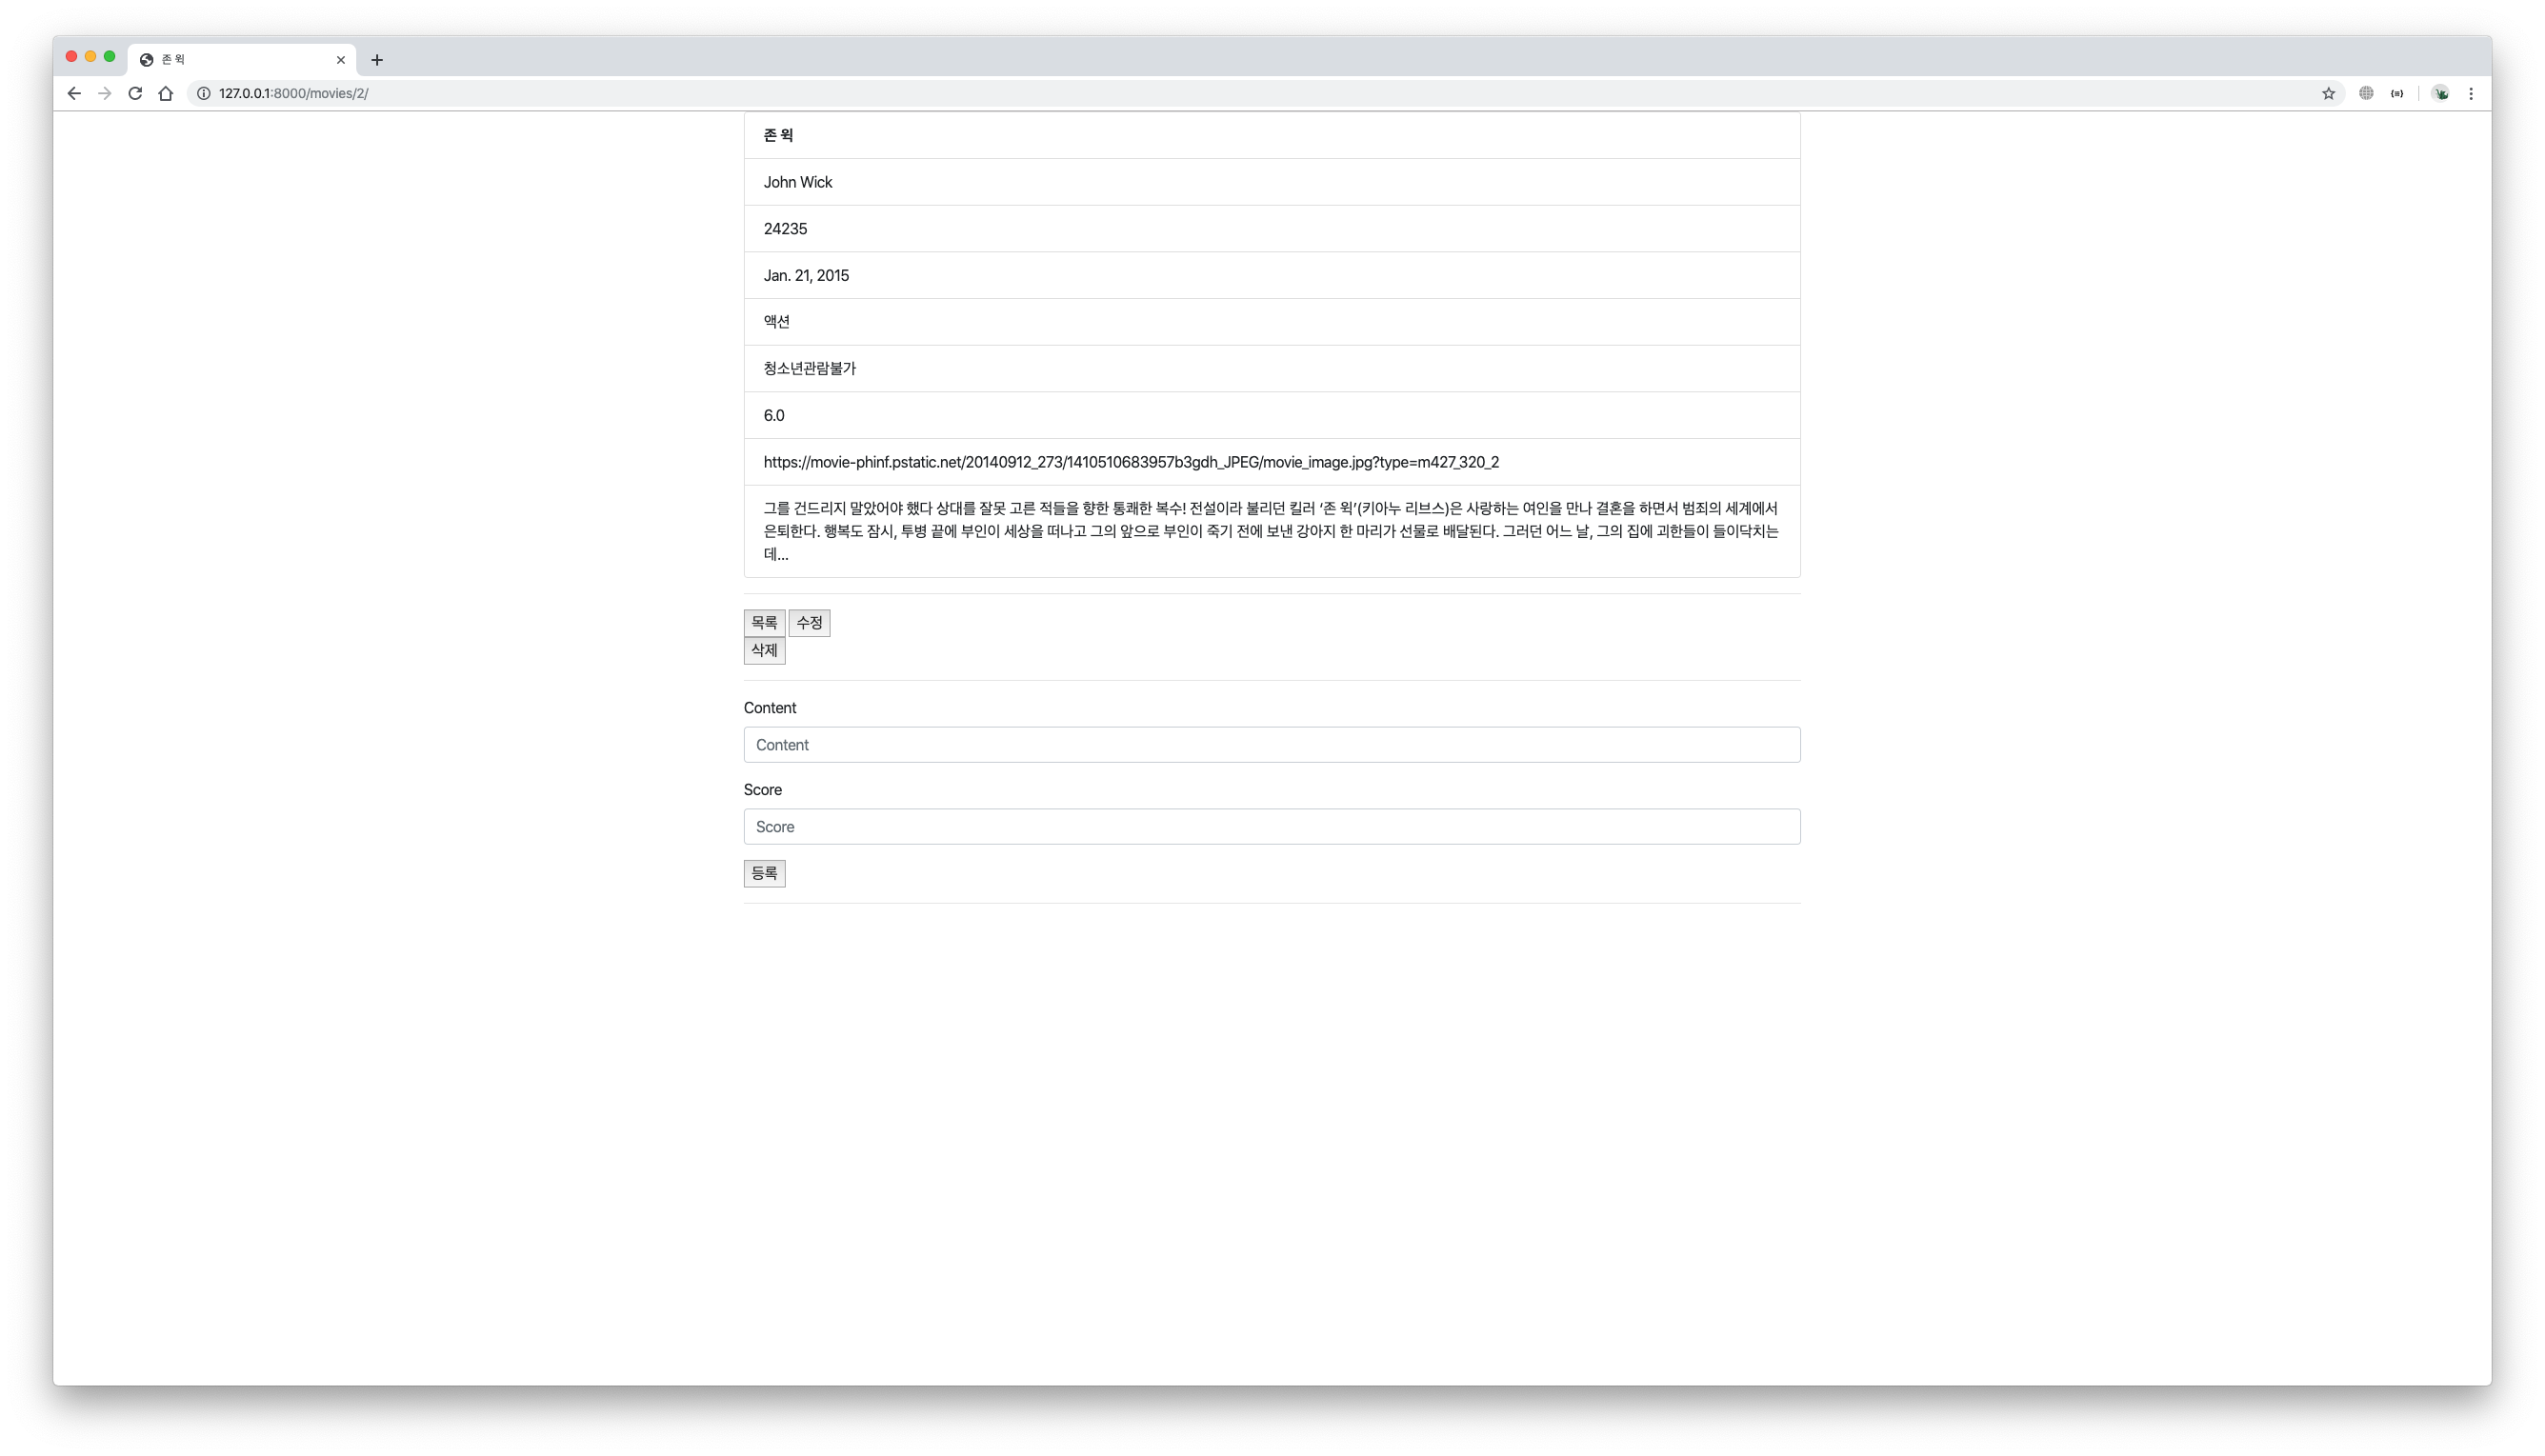 존 윅
127.0.0.1:8000/movies/2/
존 윅
John Wick
24235
Jan. 21, 2015
액션
청소년관람불가
6.0
https://movie-phinf.pstatic.net/20140912_273/1410510683957b3gdh_JPEG/movie_image.jpg?type=m427_320_2
그를 건드리지 말았어야 했다 상대를 잘못 고른 적들을 향한 통쾌한 복수! 전설이라 불리던 킬러 ‘존 윅’(키아누 리브스)은 사랑하는 여인을 만나 결혼을 하면서 범죄의 세계에서
은퇴한다. 행복도 잠시, 투병 끝에 부인이 세상을 떠나고 그의 앞으로 부인이 죽기 전에 보낸 강아지 한 마리가 선물로 배달된다. 그러던 어느 날, 그의 집에 괴한들이 들이닥치는
데...
목록 수정
삭제
Content
Content
Score
Score
등록